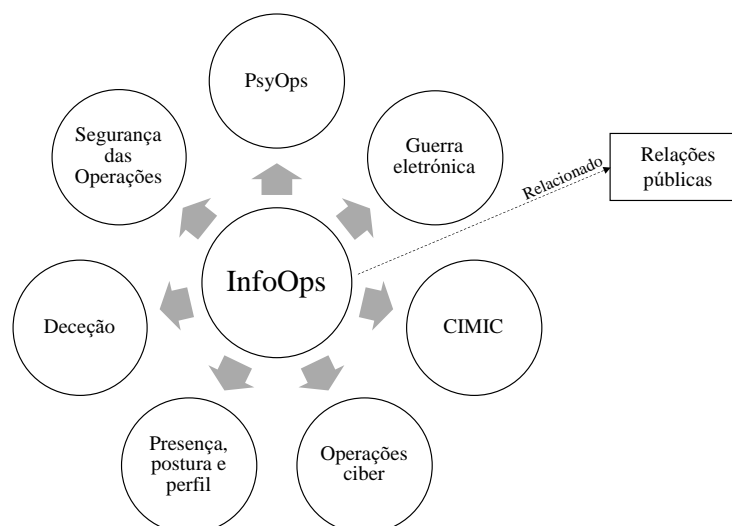 PsyOps
Segurança
das
Operações
Guerra
eletrónica
Relacionado
Relações
públicas
InfoOps
Deceção
CIMIC
Presença,
postura e
perfil
Operações
ciber